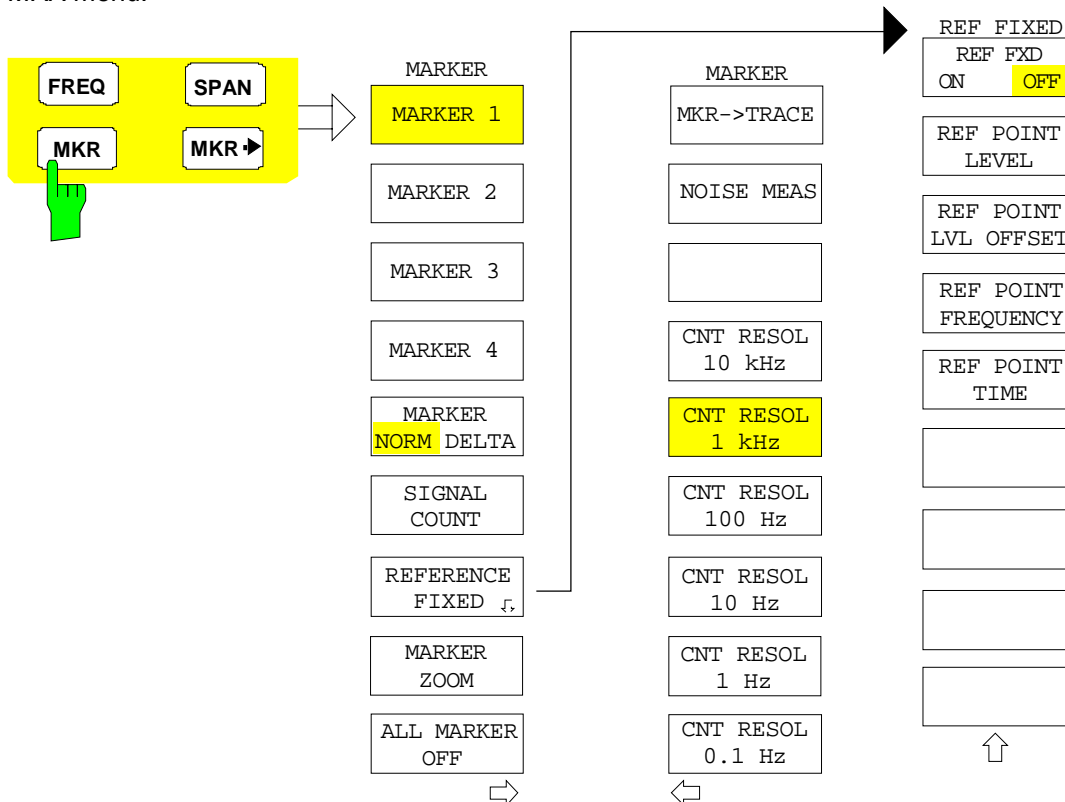 MKR menu:
FREQ
SPAN
MKR
MKR
MARKER
MARKER 1
MARKER 2
MARKER 3
MARKER 4
MARKER
NORM DELTA
SIGNAL
COUNT
REFERENCE
FIXED
MARKER
ZOOM
ALL MARKER
OFF
MARKER
MKR->TRACE
NOISE MEAS
CNT RESOL
10 kHz
CNT RESOL
1 kHz
CNT RESOL
100 Hz
CNT RESOL
10 Hz
CNT RESOL
1 Hz
CNT RESOL
0.1 Hz
REF FIXED
REF FXD
ON OFF
REF POINT
LEVEL
REF POINT
LVL OFFSET
REF POINT
FREQUENCY
REF POINT
TIME